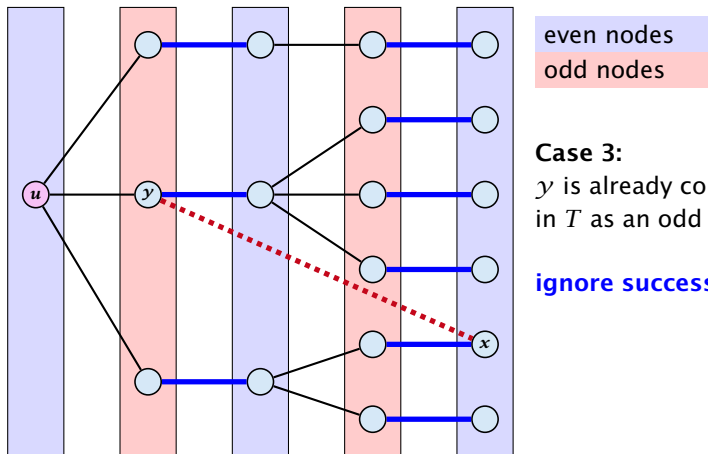 even nodes
odd nodes
Case 3:
y is already co
in T as an odd
ignore success
u
y
x